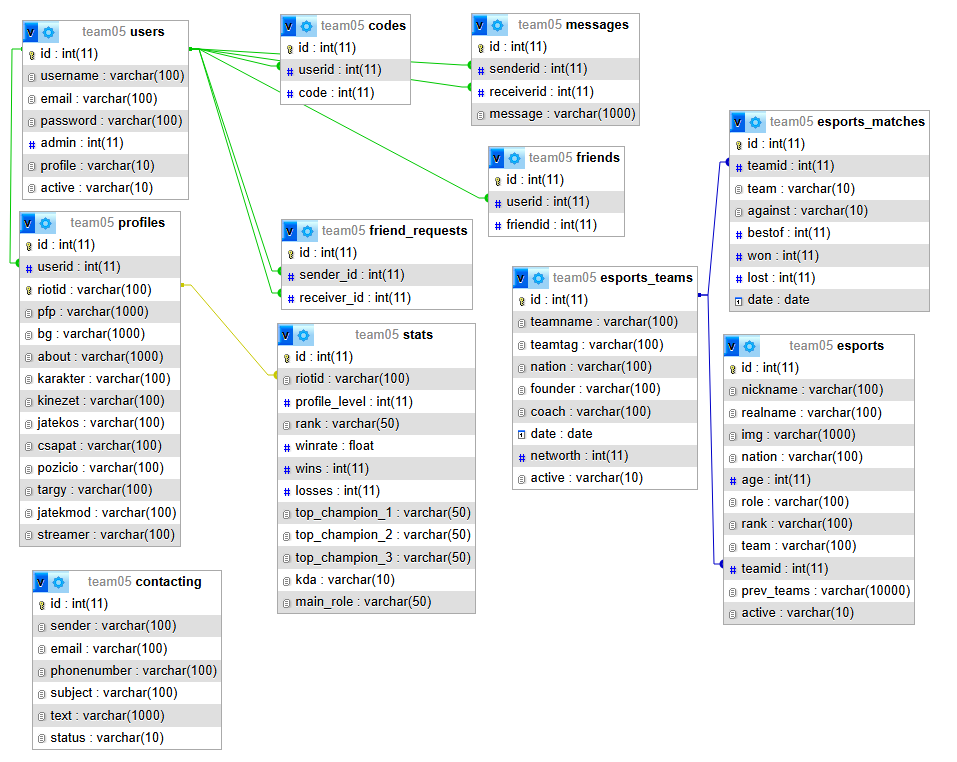 team05 users
id : int(11)
username : varchar(100)
email : varchar(100)
password : varchar(100)
admin : int(11)
profile : varchar(10)
active : varchar(10)
team05 codes
id : int(11)
userid : int(11)
code : int(11)
team05 messages
id : int(11)
senderid : int(11)
receiverid : int(11)
message : varchar(1000)
team05 friends
id : int(11)
userid : int(11)
friendid : int(11)
team05 esports_matches
id : int(11)
teamid : int(11)
team : varchar(10)
against : varchar(10)
bestof : int(11)
won : int(11)
lost : int(11)
date : date
team05 profiles
id : int(11)
userid : int(11)
riotid : varchar(100)
pfp : varchar(1000)
bg : varchar(1000)
about : varchar(1000)
karakter : varchar(100)
kinezet : varchar(100)
jatekos : varchar(100)
csapat : varchar(100)
pozicio : varchar(100)
targy : varchar(100)
jatekmod : varchar(100)
streamer : varchar(100)
team05 friend_requests
id : int(11)
sender_id : int(11)
receiver_id : int(11)
team05 stats
id : int(11)
riotid : varchar(100)
profile_level : int(11)
rank : varchar(50)
winrate : float
wins : int(11)
losses : int(11)
top_champion_1 : varchar(50)
top_champion_2 : varchar(50)
top_champion_3 : varchar(50)
kda : varchar(10)
main_role : varchar(50)
team05 esports_teams
id : int(11)
teamname : varchar(100)
teamtag : varchar(100)
nation : varchar(100)
founder : varchar(100)
coach : varchar(100)
date : date
networth : int(11)
active : varchar(10)
team05 esports
id : int(11)
nickname : varchar(100)
realname : varchar(100)
img : varchar(1000)
nation : varchar(100)
age : int(11)
role : varchar(100)
rank : varchar(100)
team : varchar(100)
teamid : int(11)
prev_teams : varchar(10000)
active : varchar(10)
team05 contacting
id : int(11)
sender : varchar(100)
email : varchar(100)
phonenumber : varchar(100)
subject : varchar(100)
text : varchar(1000)
status : varchar(10)